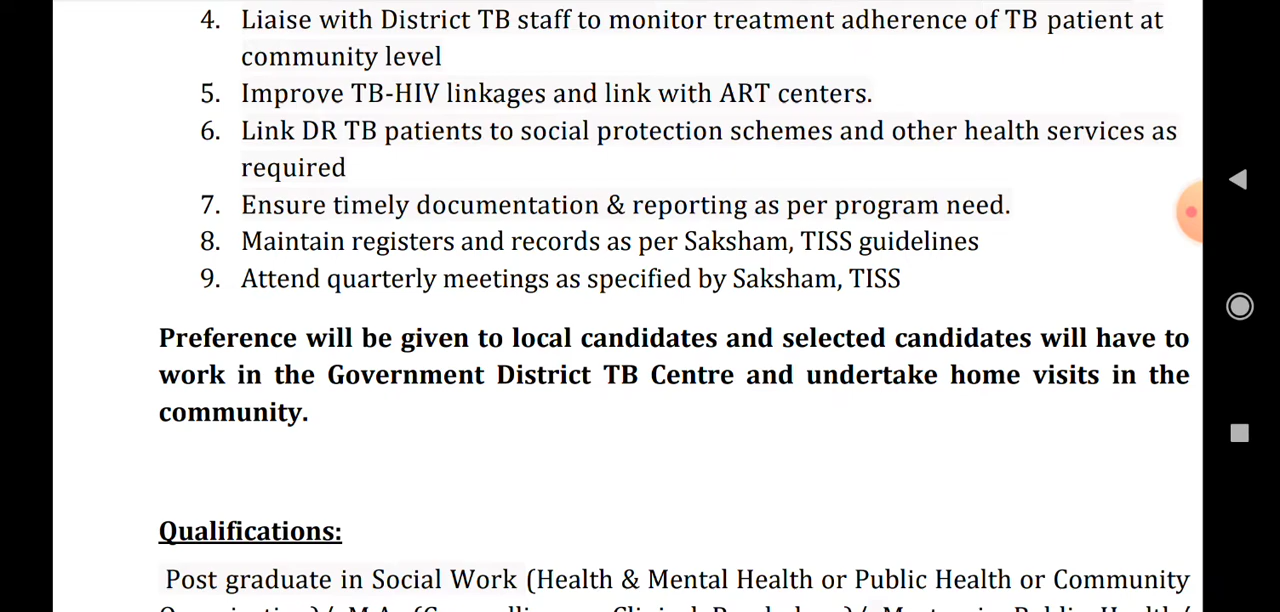 4. Liaise with District TB staff to monitor treatment adherence of TB patient at
community level
5. Improve TB-HIV linkages and link with ART centers.
6. Link DR TB patients to social protection schemes and other health services as
required
7. Ensure timely documentation & reporting as per program need.
8. Maintain registers and records as per Saksham, TISS guidelines
9. Attend quarterly meetings as specified by Saksham, TISS
Preference will be given to local candidates and selected candidates will have to
work in the Government District TB Centre and undertake home visits in the
community.
Qualifications:
Post graduate in Social Work (Health & Mental Health or Public Health or Community